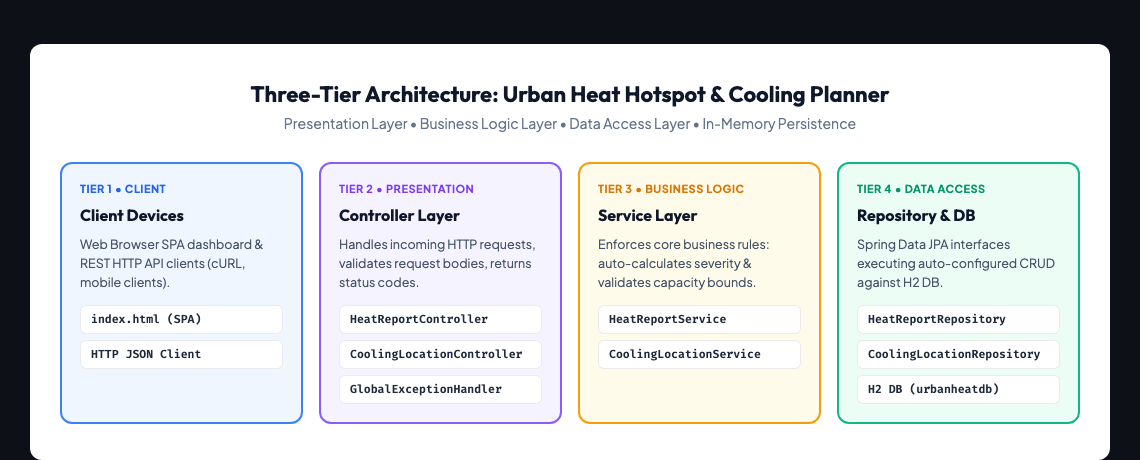 Three-Tier Architecture: Urban Heat Hotspot & Cooling Planner
Presentation Layer • Business Logic Layer • Data Access Layer • In-Memory Persistence
TIER 1 • CLIENT
Client Devices
Web Browser SPA dashboard &
REST HTTP API clients (cURL,
mobile clients).
index.html (SPA)
HTTP JSON Client
TIER 2 • PRESENTATION
Controller Layer
Handles incoming HTTP requests,
validates request bodies, returns
status codes.
HeatReportController
CoolingLocationController
GlobalExceptionHandler
TIER 3 • BUSINESS LOGIC
Service Layer
Enforces core business rules:
auto-calculates severity &
validates capacity bounds.
HeatReportService
CoolingLocationService
TIER 4 • DATA ACCESS
Repository & DB
Spring Data JPA interfaces
executing auto-configured CRUD
against H2 DB.
HeatReportRepository
CoolingLocationRepository
H2 DB (urbanheatdb)